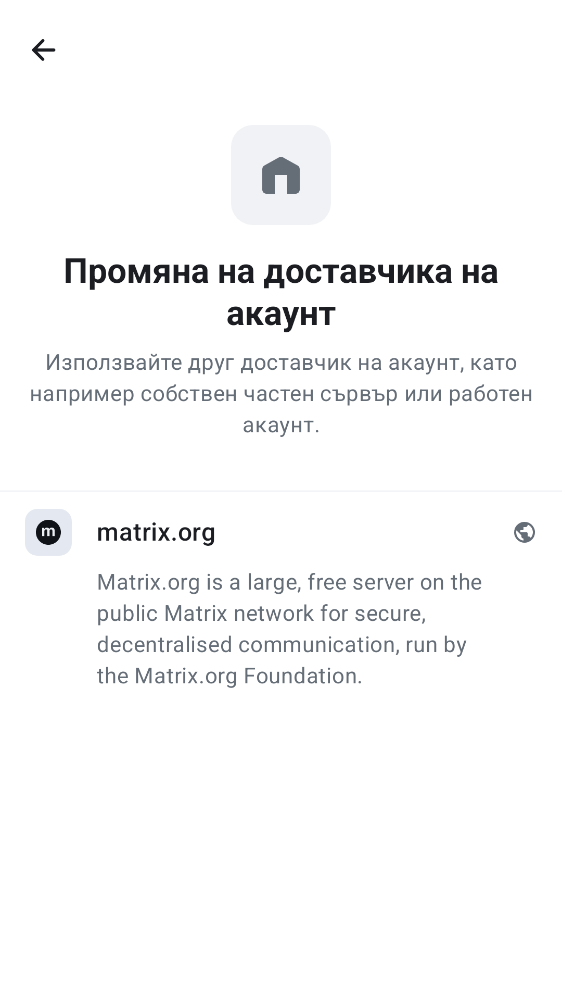 Промяна на доставчика на
акаунт
Използвайте друг доставчик на акаунт, като
например собствен частен сървър или работен
акаунт.
m
matrix.org
Matrix.org is a large, free server on the
public Matrix network for secure,
decentralised communication, run by
the Matrix.org Foundation.